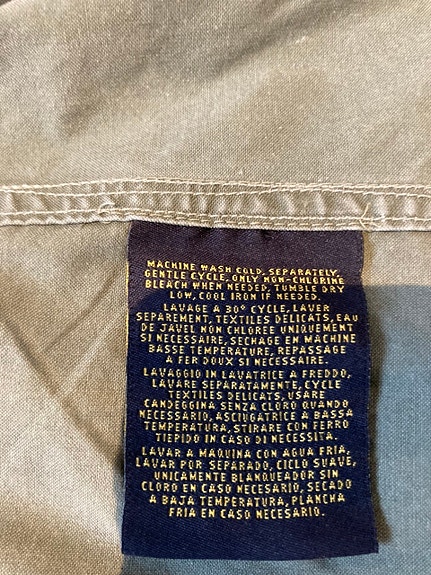 MACHINE WASH COLD, SEPARATELY,
GENTLE CYCLE, ONLY NON-CHLORINE
BLEACH WHEN NEEDED, TUMBLE DRY
LOW, COOL IRON IF NEEDED.
LAVAGE A 30° CYCLE, LAVER
SEPAREMENT, TEXTILES DELICATS, EAU
DE JAVEL NON CHLOREE UNIQUEMENT
SI NECESSAIRE, SECHAGE EN MACHINE
BASSE TEMPERATURE, REPASSAGE
A FER DOUX SI NECESSAIRE.
LAVAGGIO IN LAVATRICE A FREDDO,
LAVARE SEPARATAMENTE, CYCLE
TEXTILES DELICATS, USARE
CANDEGGINA SENZA CLORO QUANDO
NECESSARIO, ASCIUGATRICE A BASSA
TEMPERATURA, STIRARE CON FERRO
TIEPIDO IN CASO DI NECESSITA.
LAVAR A MAQUINA CON AGUA FRIA,
LAVAR POR SEPARADO, CICLO SUAVE,
UNICAMENTE BLANQUEADOR SIN
CLORO EN CASO NECESARIO, SECADO
A BAJA TEMPERATURA, PLANCHA
FRIA EN CASO NECESARIO.